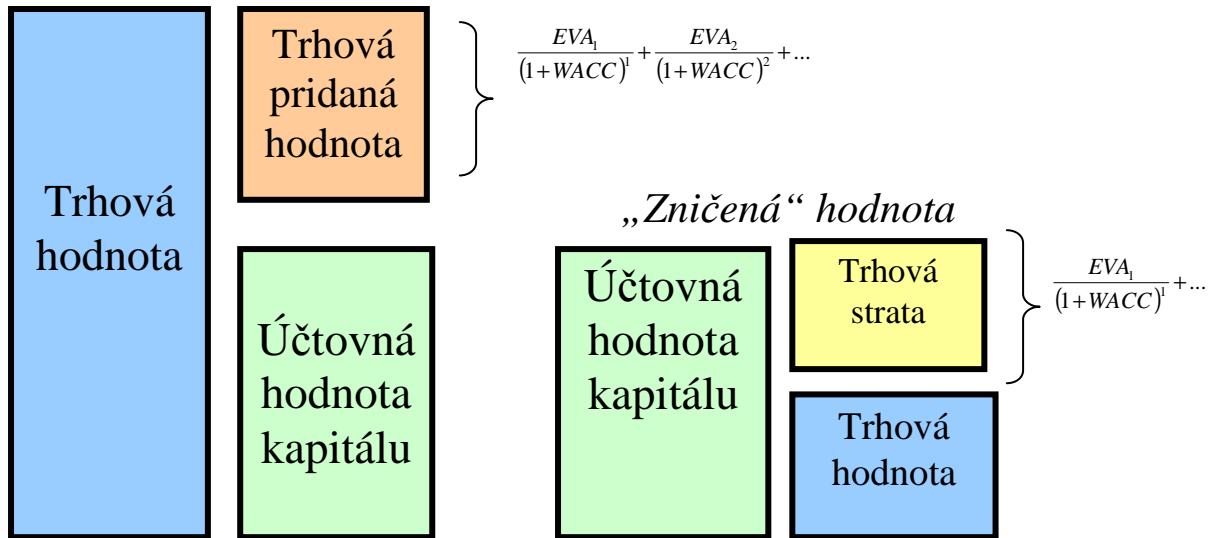 Trhová
hodnota
Trhová
pridaná
hodnota
EVA₁/(1+WACC)¹ + EVA₂/(1+WACC)² + ...
Účtovná
hodnota
kapitálu
„Zničená“ hodnota
Účtovná
hodnota
kapitálu
Trhová
strata
EVA₁/(1+WACC)¹ + ...
Trhová
hodnota